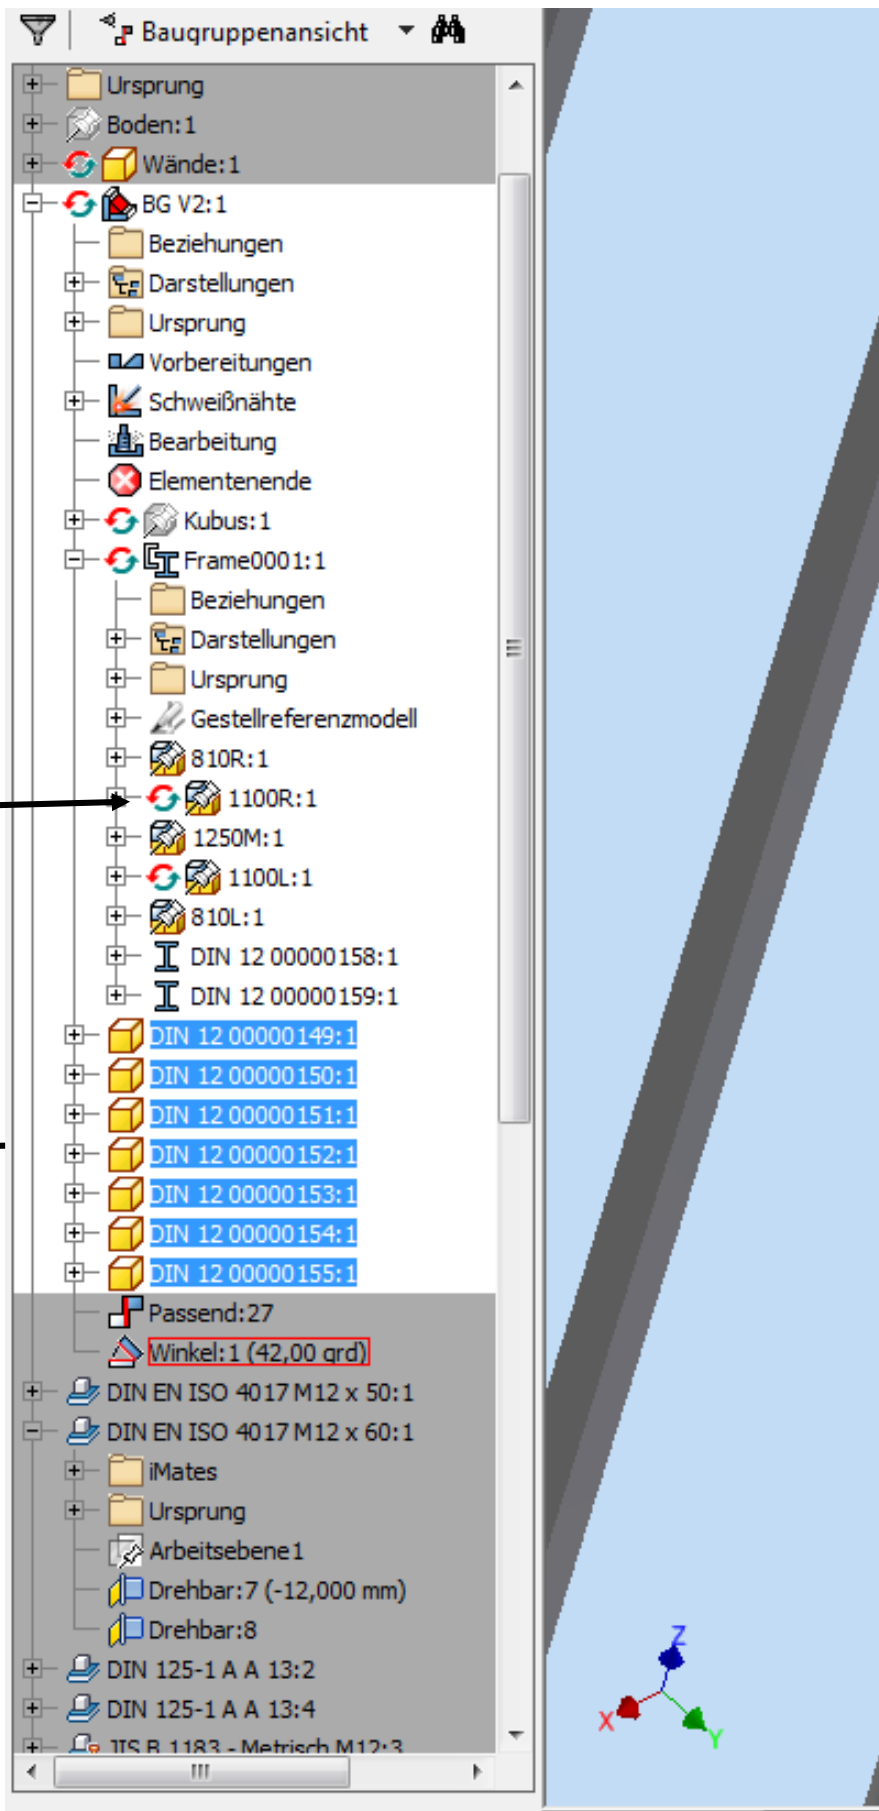 Baugruppenansicht
Ursprung
Boden:1
Wände:1
BG V2:1
Beziehungen
Darstellungen
Ursprung
Vorbereitungen
Schweißnähte
Bearbeitung
Elementenende
Kubus:1
Frame0001:1
Beziehungen
Darstellungen
Ursprung
Gestellreferenzmodell
810R:1
1100R:1
1250M:1
1100L:1
810L:1
DIN 12 00000158:1
DIN 12 00000159:1
DIN 12 00000149:1
DIN 12 00000150:1
DIN 12 00000151:1
DIN 12 00000152:1
DIN 12 00000153:1
DIN 12 00000154:1
DIN 12 00000155:1
Passend:27
Winkel:1 (42,00 grd)
DIN EN ISO 4017 M12 x 50:1
DIN EN ISO 4017 M12 x 60:1
iMates
Ursprung
Arbeitsebene1
Drehbar:7 (-12,000 mm)
Drehbar:8
DIN 125-1 A A 13:2
DIN 125-1 A A 13:4
JIS B 1183 - Metrisch M12:3
Z
X
Y